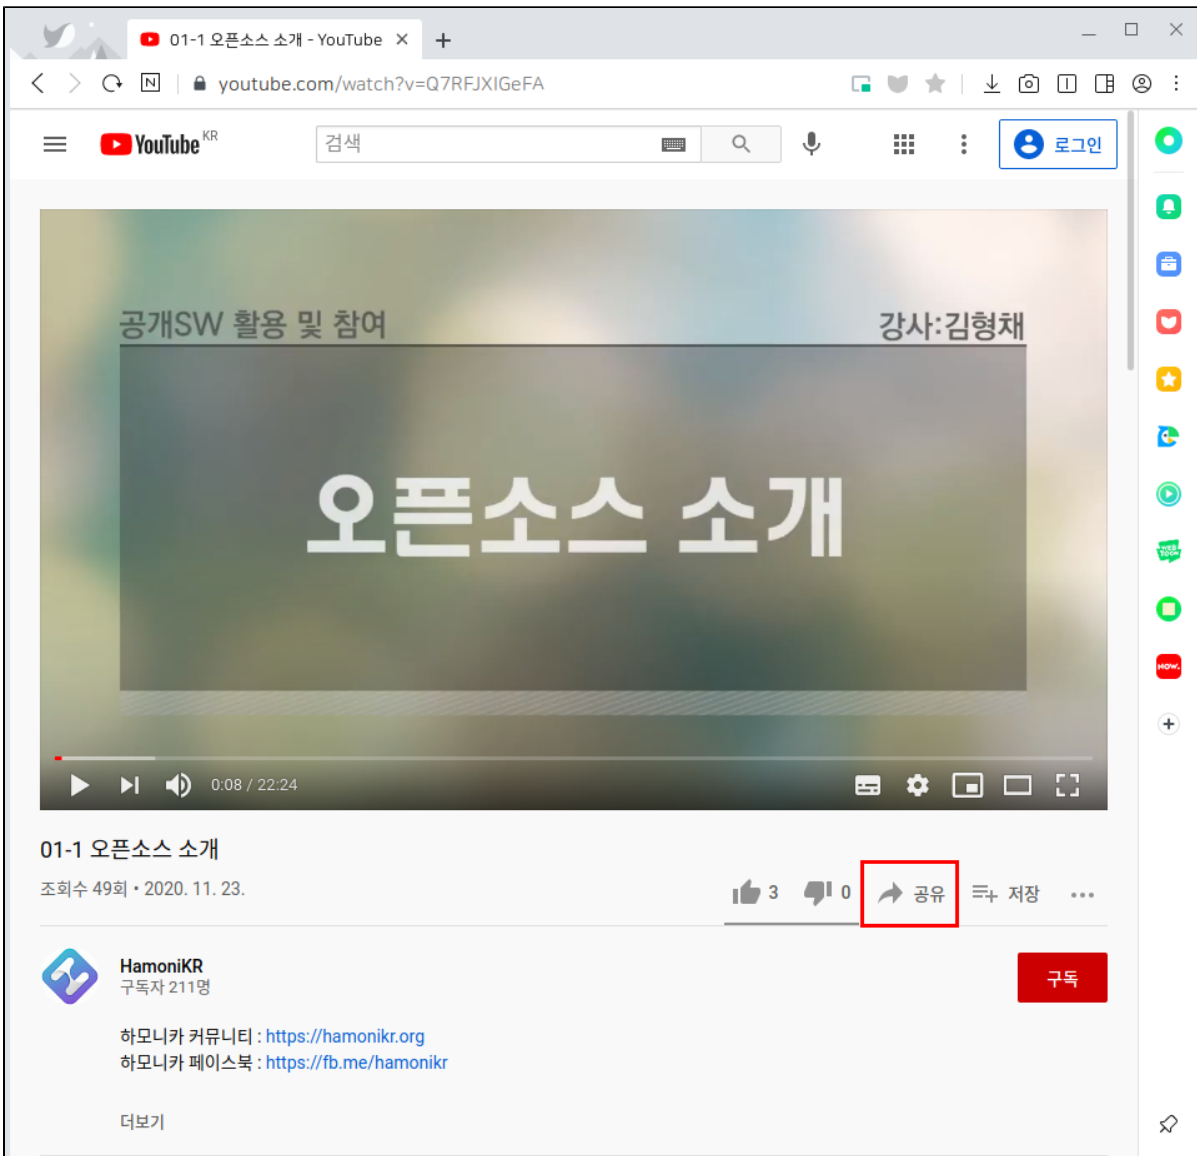 01-1 오픈소스 소개 - YouTube
youtube.com/watch?v=Q7RFJXIGeFA
YouTube KR
검색
로그인
공개SW 활용 및 참여
강사:김형채
오픈소스 소개
WEB
TOON
NOW.
0:08 / 22:24
01-1 오픈소스 소개
조회수 49회 • 2020. 11. 23.
3
0
공유
저장
HamoniKR
구독자 211명
구독
하모니카 커뮤니티 : https://hamonikr.org
하모니카 페이스북 : https://fb.me/hamonikr
더보기